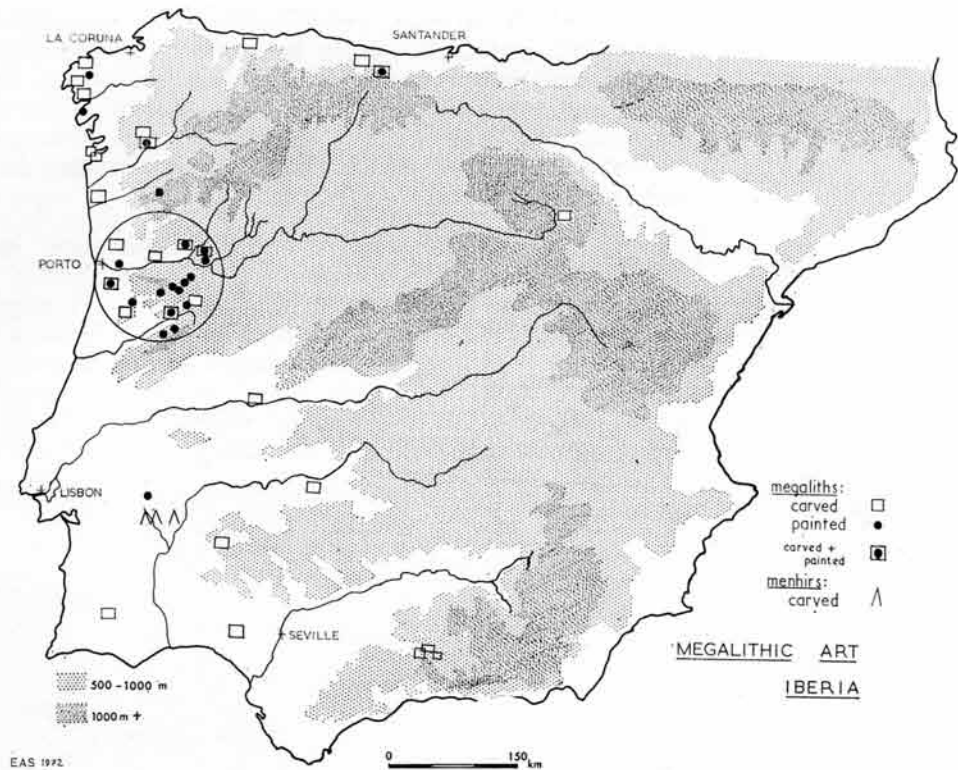 LA CORUNA
SANTANDER
PORTO
LISBON
SEVILLE
megaliths:
carved
painted
carved +
painted
menhirs:
carved
MEGALITHIC ART
IBERIA
500-1000 m
1000 m +
EAS 1972
0 150 km